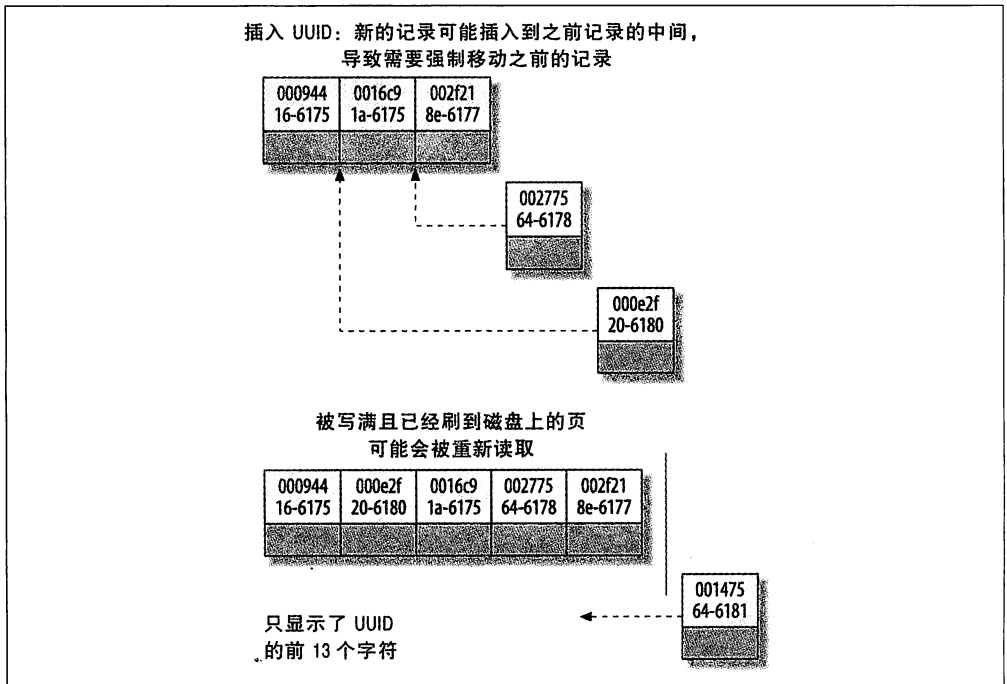 插入 UUID：新的记录可能插入到之前记录的中间，
导致需要强制移动之前的记录
000944 0016c9 002f21
16-6175 1a-6175 8e-6177
002775
64-6178
000e2f
20-6180
被写满且已经刷到磁盘上的页
可能会被重新读取
000944 000e2f 0016c9 002775 002f21
16-6175 20-6180 1a-6175 64-6178 8e-6177
001475
64-6181
只显示了 UUID
的前 13 个字符